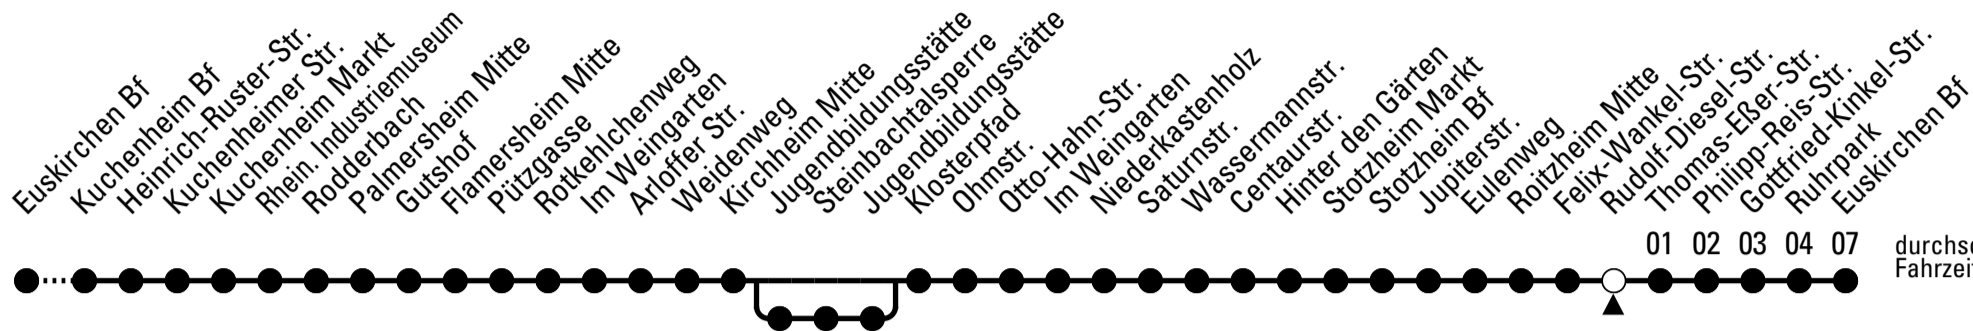 Euskirchen Bf
Kuchenheim Bf
Heinrich-Ruster-Str.
Kuchenheimer Str.
Kuchenheim Markt
Rhein. Industriemuseum
Rodderbach
Palmersheim Mitte
Gutshof
Flamersheim Mitte
Pützgasse
Rotkehlchenweg
Im Weingarten
Arloffer Str.
Weidenweg
Kirchheim Mitte
Jugendbildungsstätte
Steinbachtalsperre
Jugendbildungsstätte
Klosterpfad
Ohmstr.
Otto-Hahn-Str.
Im Weingarten
Niederkastenholz
Saturnstr.
Wassermannstr.
Centaurstr.
Hinter den Gärten
Stotzheim Markt
Stotzheim Bf
Jupiterstr.
Eulenweg
Roitzheim Mitte
Felix-Wankel-Str.
Rudolf-Diesel-Str.
Thomas-Eßer-Str.
Philipp-Reis-Str.
Gottfried-Kinkel-Str.
Ruhrpark
Euskirchen Bf
01 02 03 04 07